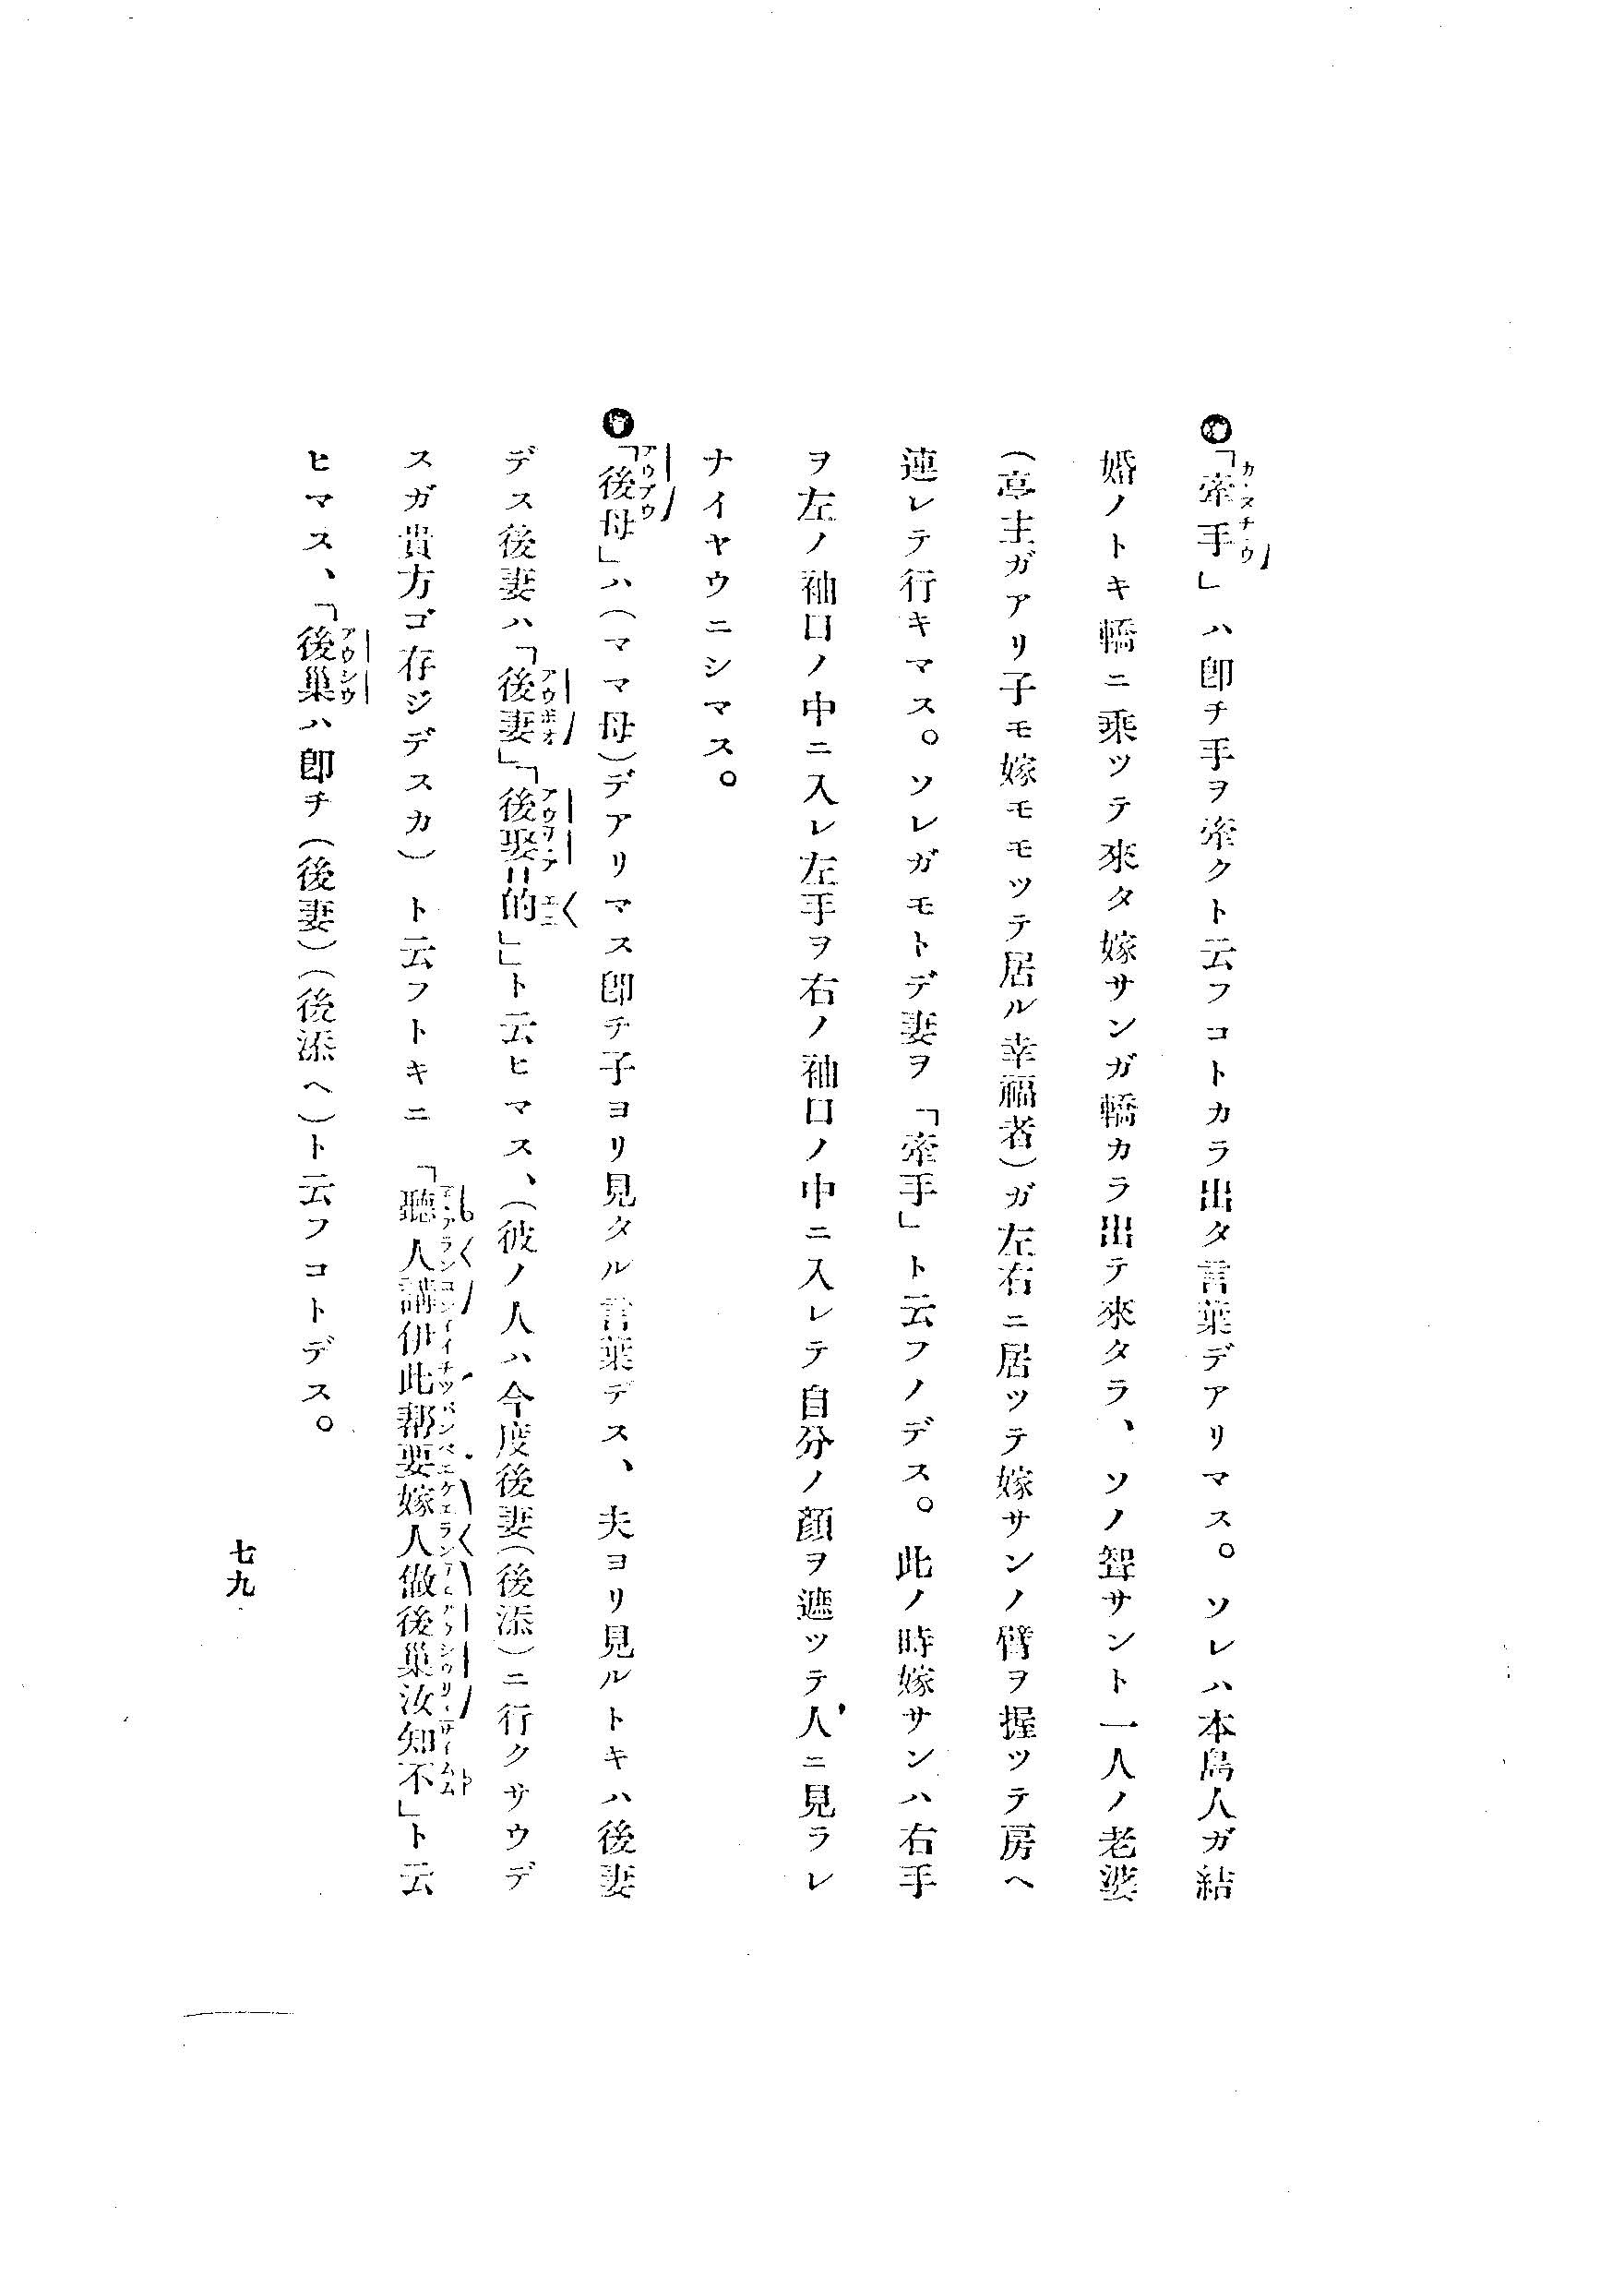 「牽手」ハ卽チ手ヲ牽クト云フコトカラ出タ言葉デアリマス。ソレハ本島人ガ結
婚ノトキ轎ニ乘ッテ來タ嫁サンガ轎カラ出テ來タラ、ソノ聟サント一人ノ老婆
主ガアリ子モ嫁モモッテ居ル幸福者)ガ左右ニ居ッテ嫁サンノ臂ヲ握ッテ房ヘ
連レテ行キマス。ソレガモトデ妻ヲ「牽手」ト云フノデス。此ノ時嫁サンハ右手
ヲ左ノ袖口ノ中ニ入レ左手ヲ右ノ袖口ノ中ニ入レテ自分ノ顏ヲ遮ッテ人ニ見ラレ
ナイヤウニシマス。
「後母」ハ(ママ母)デアリマス卽チ子ヨリ見タル言葉デス、夫ヨリ見ルトキハ後妻
デス後妻ハ「後妻」「後娶的」ト云ヒマス、(彼ノ人ハ今度後妻(後添)ニ行クサウデ
スガ貴方ゴ存ジデスカ)ト云フトキニ「聽人講伊此幇要嫁人做後巢汝知不」ト云
ヒマス、「後巢ハ卽チ(後妻)(後添ヘ)ト云フコトデス。
七九